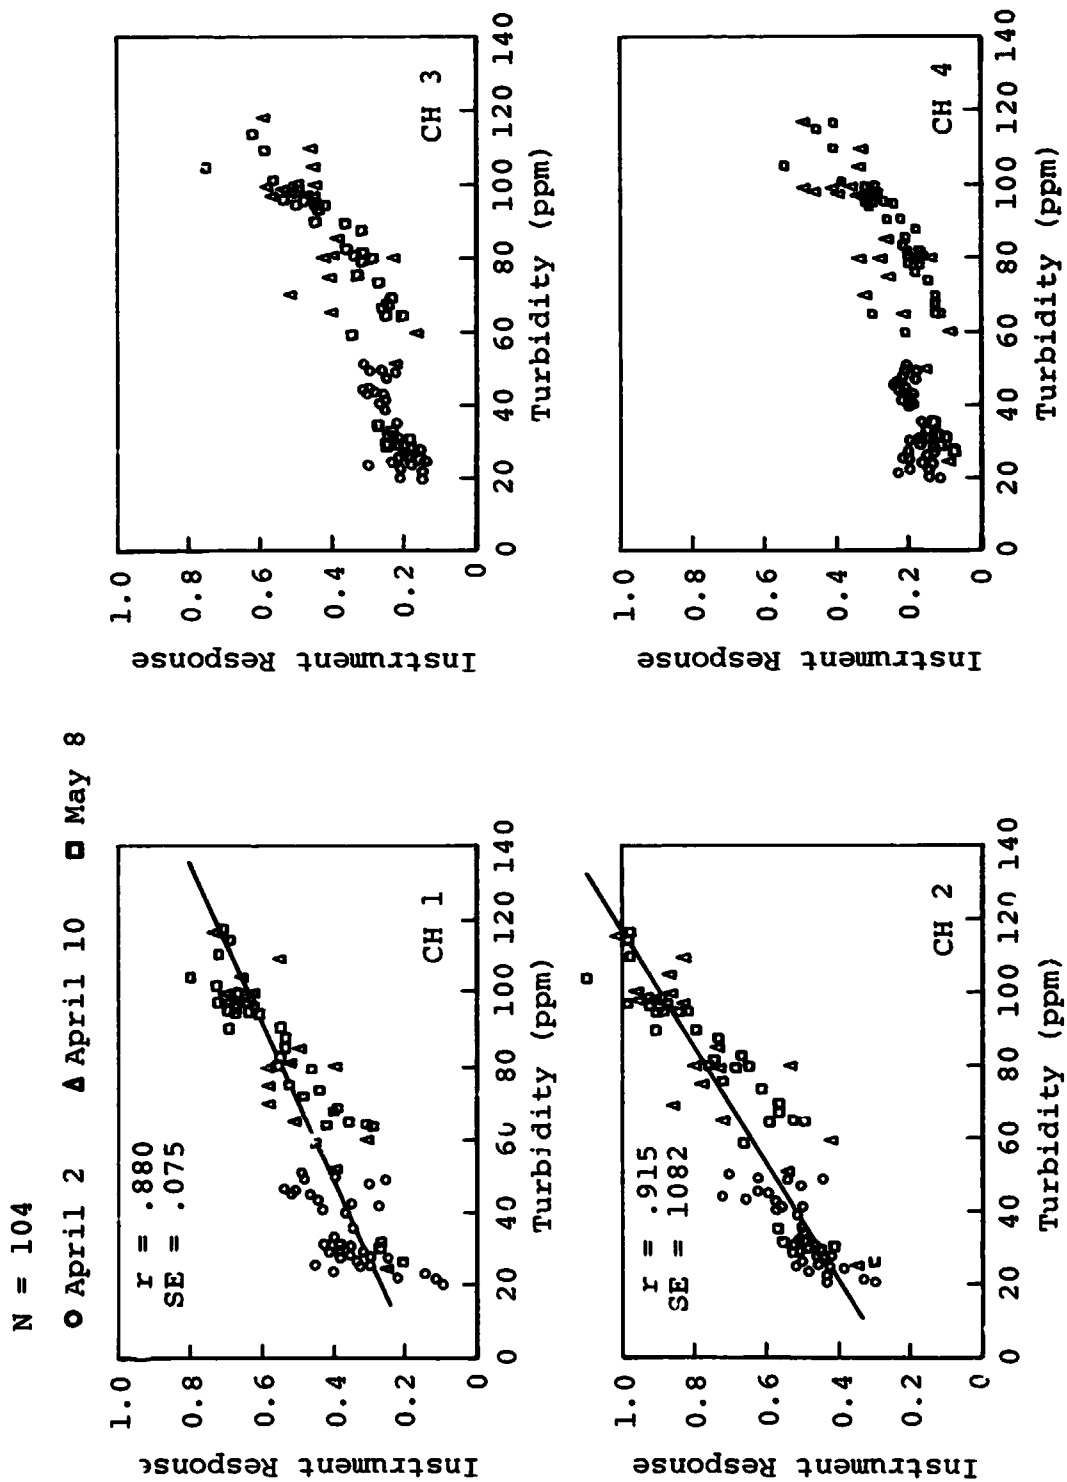 N = 104
O April 2 Δ April 10 □ May 8
Instrument Response
1.0
0.8
0.6
0.4
0.2
0
r = .880
SE = .075
CH 1
0 20 40 60 80 100 120 140
Turbidity (ppm)
Instrument Response
1.0
0.8
0.6
0.4
0.2
0
CH 3
0 20 40 60 80 100 120 140
Turbidity (ppm)
Instrument Response
1.0
0.8
0.6
0.4
0.2
0
r = .915
SE = 1082
CH 2
0 20 40 60 80 100 120 140
Turbidity (ppm)
Instrument Response
1.0
0.8
0.6
0.4
0.2
0
CH 4
0 20 40 60 80 100 120 140
Turbidity (ppm)